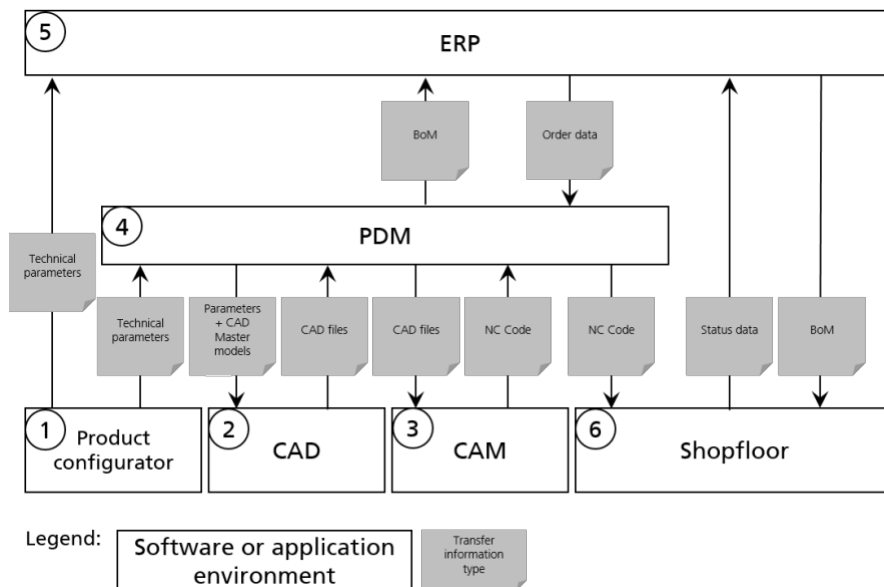 5
ERP
BoM
Order data
4
PDM
Technical
parameters
Technical
parameters
Parameters
+ CAD
Master
models
CAD files
CAD files
NC Code
NC Code
Status data
BoM
1
Product
configurator
2
CAD
3
CAM
6
Shopfloor
Legend:
Software or application
environment
Transfer
information
type